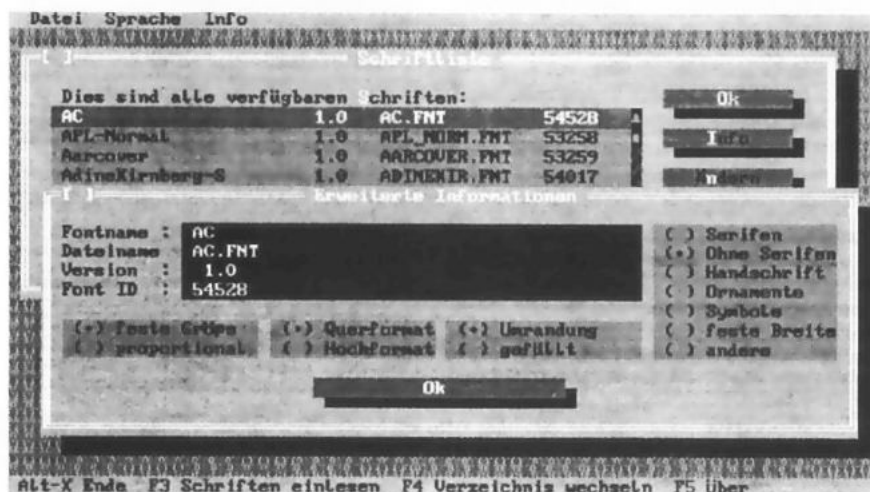 Datei Sprache Info
[ ] Schriftliste
Dies sind alle verfügbaren Schriften:
AC 1.0 AC.FNT 54528
APL-Normal 1.0 APL_NORM.FNT 53258
Aarcover 1.0 AARCOVER.FNT 53259
AdineKirnberg-S 1.0 ADINEKIR.FNT 54017
Ok
Info
Ändern
[ ] Erweiterte Informationen
Fontname : AC
Dateiname AC.FNT
Version : 1.0
Font ID : 54528
(•) feste Größe
( ) proportional
(•) Querformat
( ) Hochformat
(•) Umrandung
( ) gefüllt
( ) Serifen
(•) Ohne Serifen
( ) Handschrift
( ) Ornamente
( ) Symbole
( ) feste Breite
( ) andere
Ok
Alt-X Ende F3 Schriften einlesen F4 Verzeichnis wechseln F5 über